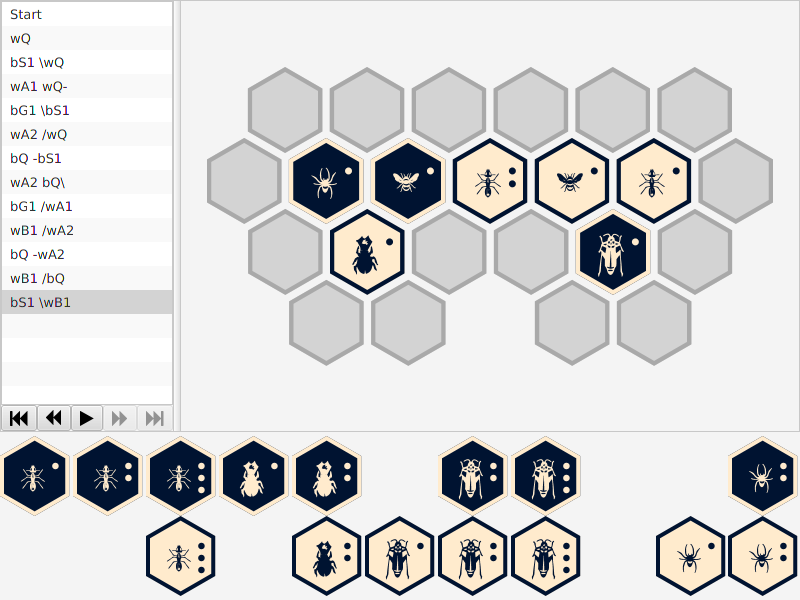 Start
wQ
bS1 \wQ
wA1 wQ-
bG1 \bS1
wA2 /wQ
bQ -bS1
wA2 bQ\
bG1 /wA1
wB1 /wA2
bQ -wA2
wB1 /bQ
bS1 \wB1